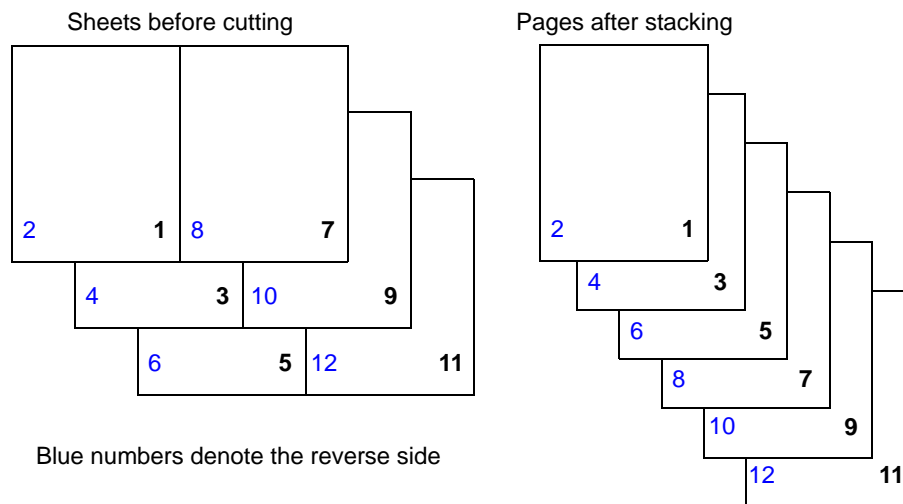 Sheets before cutting
2 1 8 7
4 3 10 9
6 5 12 11
Blue numbers denote the reverse side
Pages after stacking
2 1
4 3
6 5
8 7
10 9
12 11